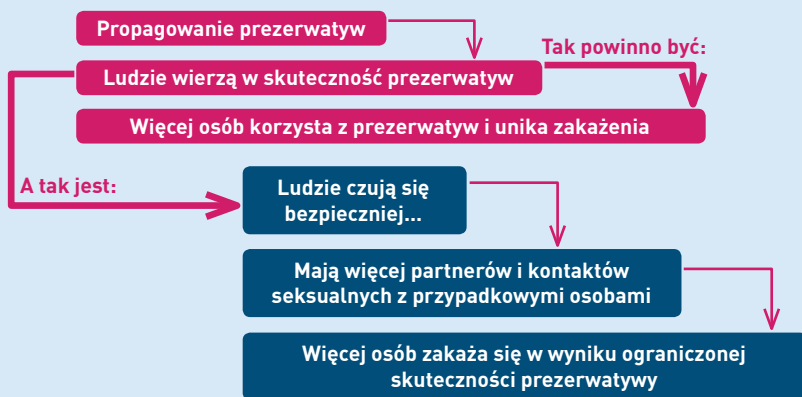 Propagowanie prezerwatyw
Tak powinno być:
Ludzie wierzą w skuteczność prezerwatyw
Więcej osób korzysta z prezerwatyw i unika zakażenia
A tak jest:
Ludzie czują się
bezpieczniej...
Mają więcej partnerów i kontaktów
seksualnych z przypadkowymi osobami
Więcej osób zakaża się w wyniku ograniczonej
skuteczności prezerwatywy